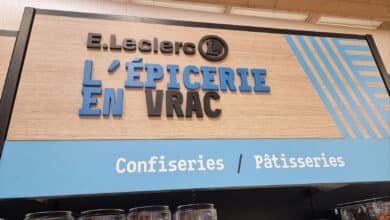 E.Leclerc L
L'ÉPICERIE
EN VRAC
Confiseries / Pâtisseries